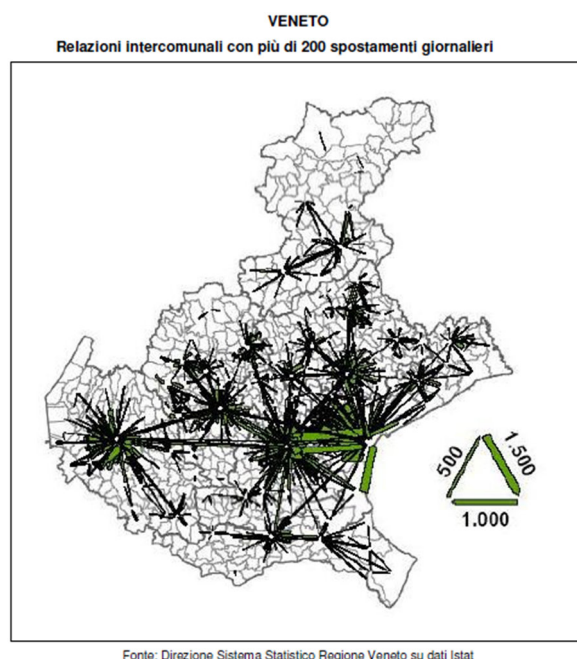 VENETO
Relazioni intercomunali con più di 200 spostamenti giornalieri
500
1.500
1.000
Fonte: Direzione Sistema Statistico Regione Veneto su dati Istat